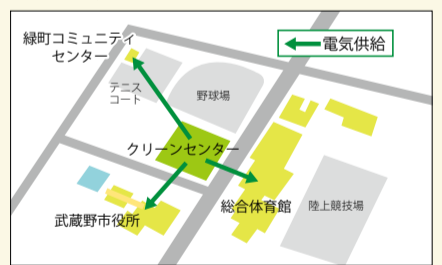 緑町コミュニティ
センター
電気供給
テニス
コート
野球場
クリーンセンター
総合体育館
陸上競技場
武蔵野市役所